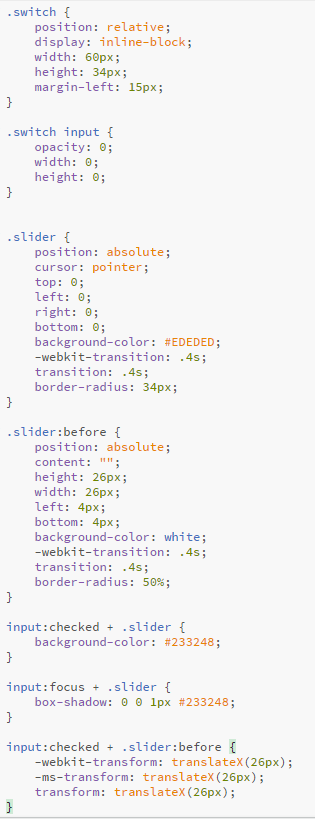 .switch {
    position: relative;
    display: inline-block;
    width: 60px;
    height: 34px;
    margin-left: 15px;
}

.switch input {
    opacity: 0;
    width: 0;
    height: 0;
}


.slider {
    position: absolute;
    cursor: pointer;
    top: 0;
    left: 0;
    right: 0;
    bottom: 0;
    background-color: #EDEDED;
    -webkit-transition: .4s;
    transition: .4s;
    border-radius: 34px;
}

.slider:before {
    position: absolute;
    content: "";
    height: 26px;
    width: 26px;
    left: 4px;
    bottom: 4px;
    background-color: white;
    -webkit-transition: .4s;
    transition: .4s;
    border-radius: 50%;
}

input:checked + .slider {
    background-color: #233248;
}

input:focus + .slider {
    box-shadow: 0 0 1px #233248;
}

input:checked + .slider:before {
    -webkit-transform: translateX(26px);
    -ms-transform: translateX(26px);
    transform: translateX(26px);
}